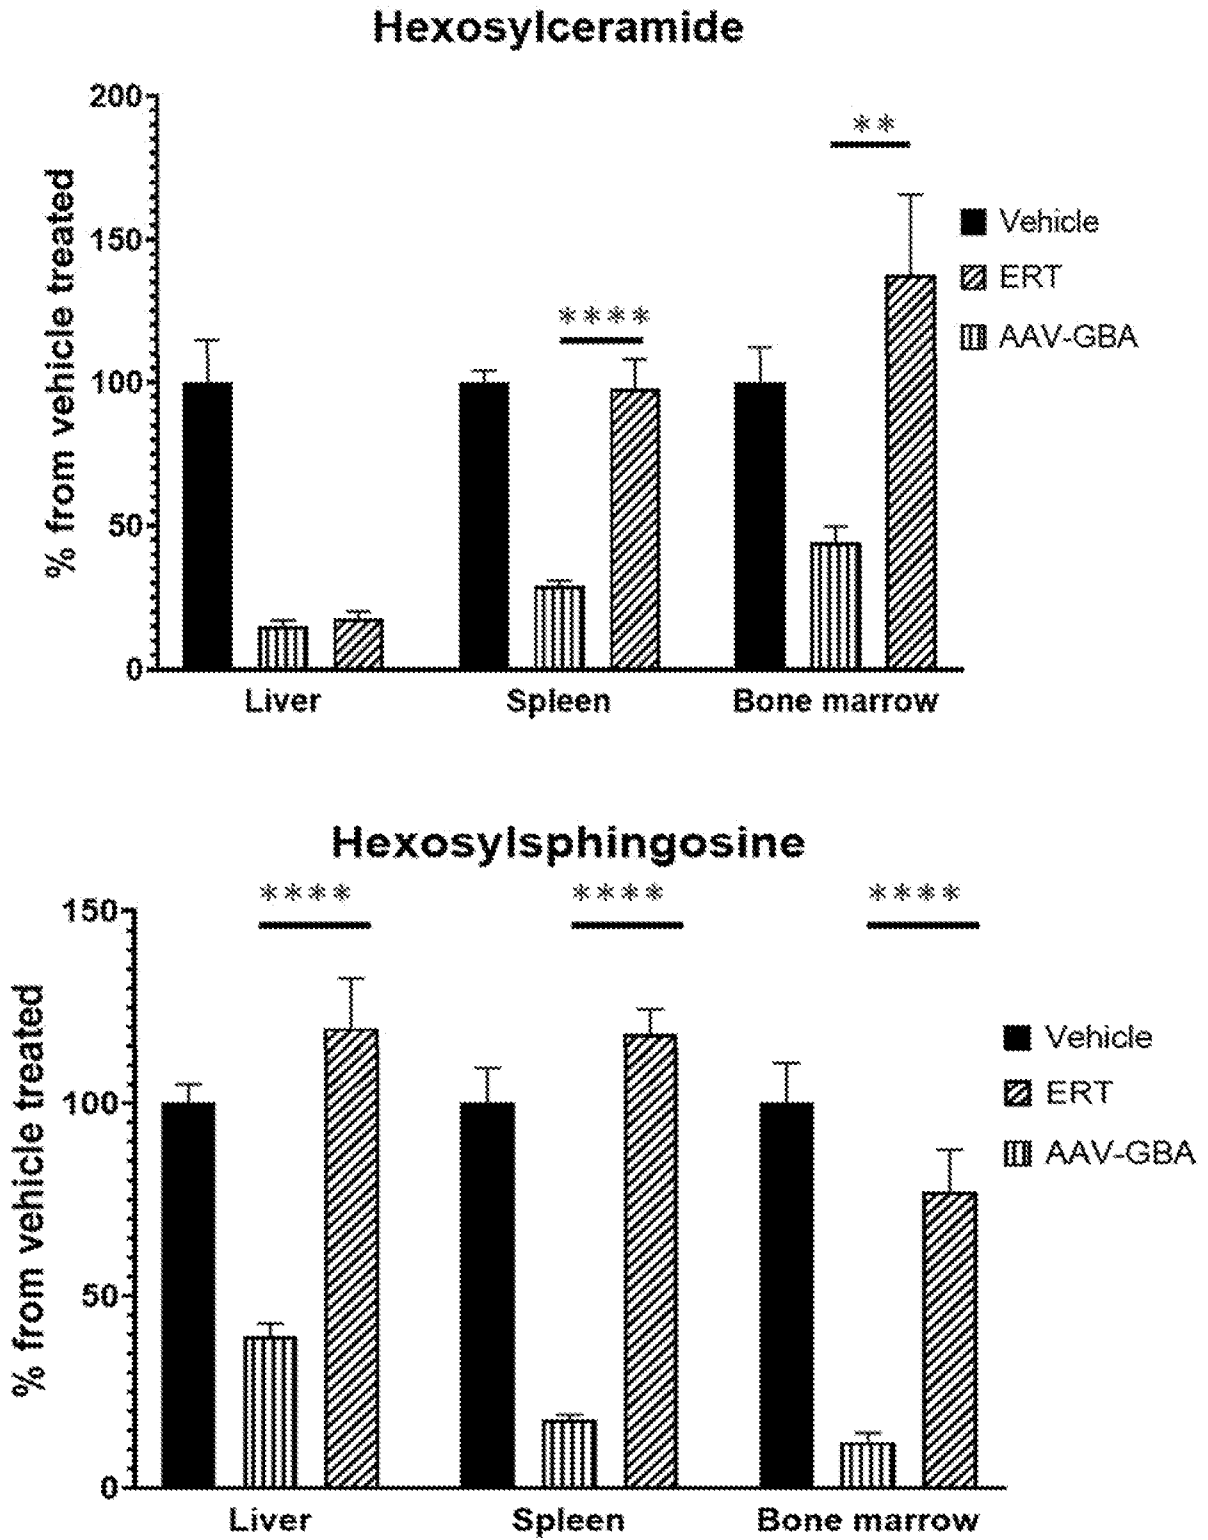 Hexosylceramide
% from vehicle treated
200
150
100
50
0
**
****
Vehicle
ERT
AAV-GBA
Liver Spleen Bone marrow
Hexosylsphingosine
% from vehicle treated
150
100
50
0
**** **** ****
Vehicle
ERT
AAV-GBA
Liver Spleen Bone marrow